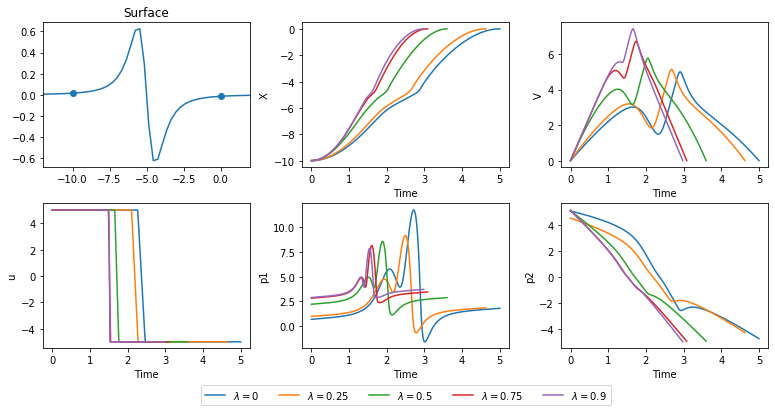 Surface
0.6
0.4
0.2
0.0
−0.2
−0.4
−0.6
−10.0 −7.5 −5.0 −2.5 0.0
X
0
−2
−4
−6
−8
−10
0 1 2 3 4 5
Time
V
6
4
2
0
0 1 2 3 4 5
Time
u
4
2
0
−2
−4
0 1 2 3 4 5
Time
p1
10.0
7.5
5.0
2.5
0.0
0 1 2 3 4 5
Time
p2
4
2
0
−2
−4
0 1 2 3 4 5
Time
λ = 0 λ = 0.25 λ = 0.5 λ = 0.75 λ = 0.9